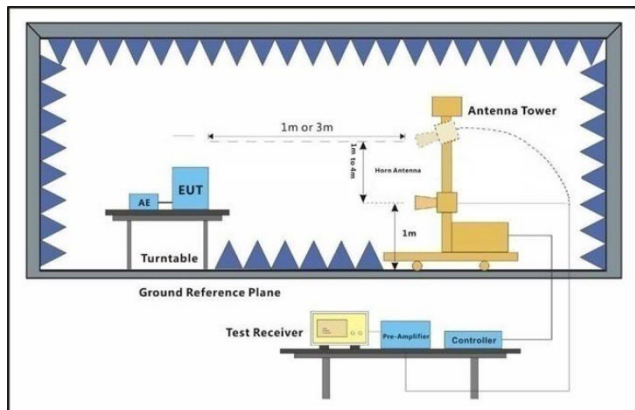 Antenna Tower
1m or 3m
1m to 4m
Horn Antenna
EUT
AE
1m
Turntable
Ground Reference Plane
Test Receiver
Pre-Amplifier
Controller